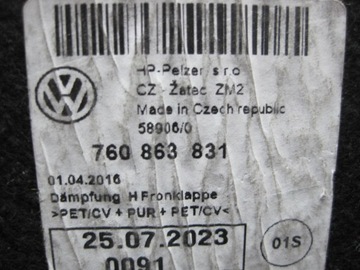 HP-Pelzer s.r.o
CZ - Žatec ZM2
Made in Czech republic
58906/0
760 863 831
01.04.2016
Dämpfung H Fronklappe
>PET/CV + PUR + PET/CV<
25.07.2023
01S
0091